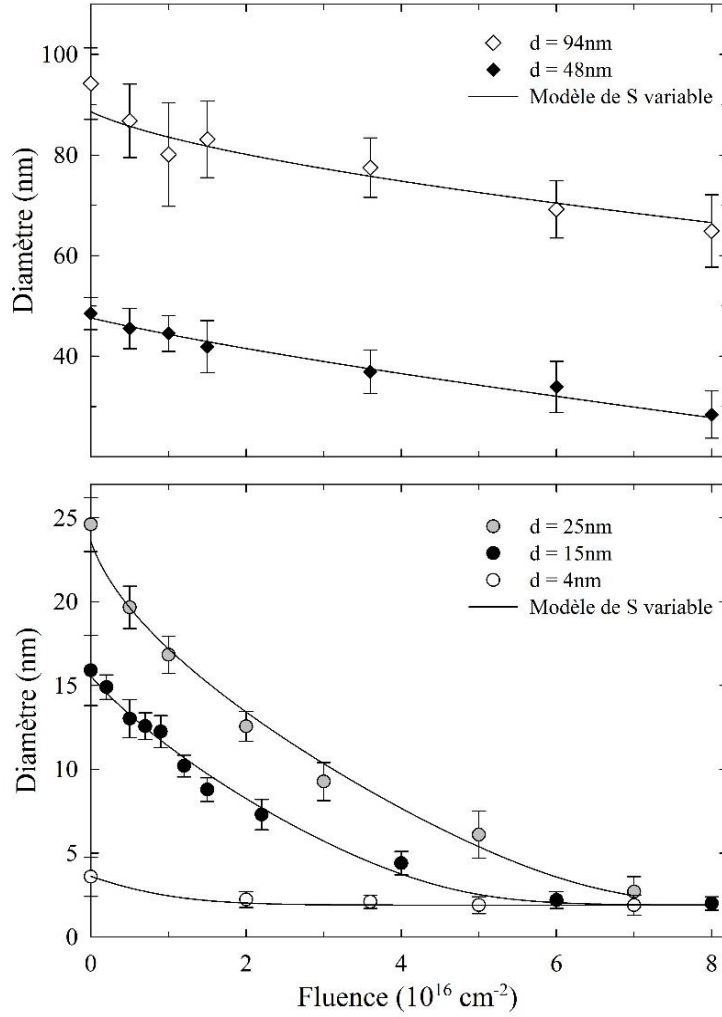 100
80
60
40
Diamètre (nm)
d = 94nm
d = 48nm
Modèle de S variable
25
20
15
10
5
0
Diamètre (nm)
d = 25nm
d = 15nm
d = 4nm
Modèle de S variable
0 2 4 6 8
Fluence (10¹⁶ cm⁻²)